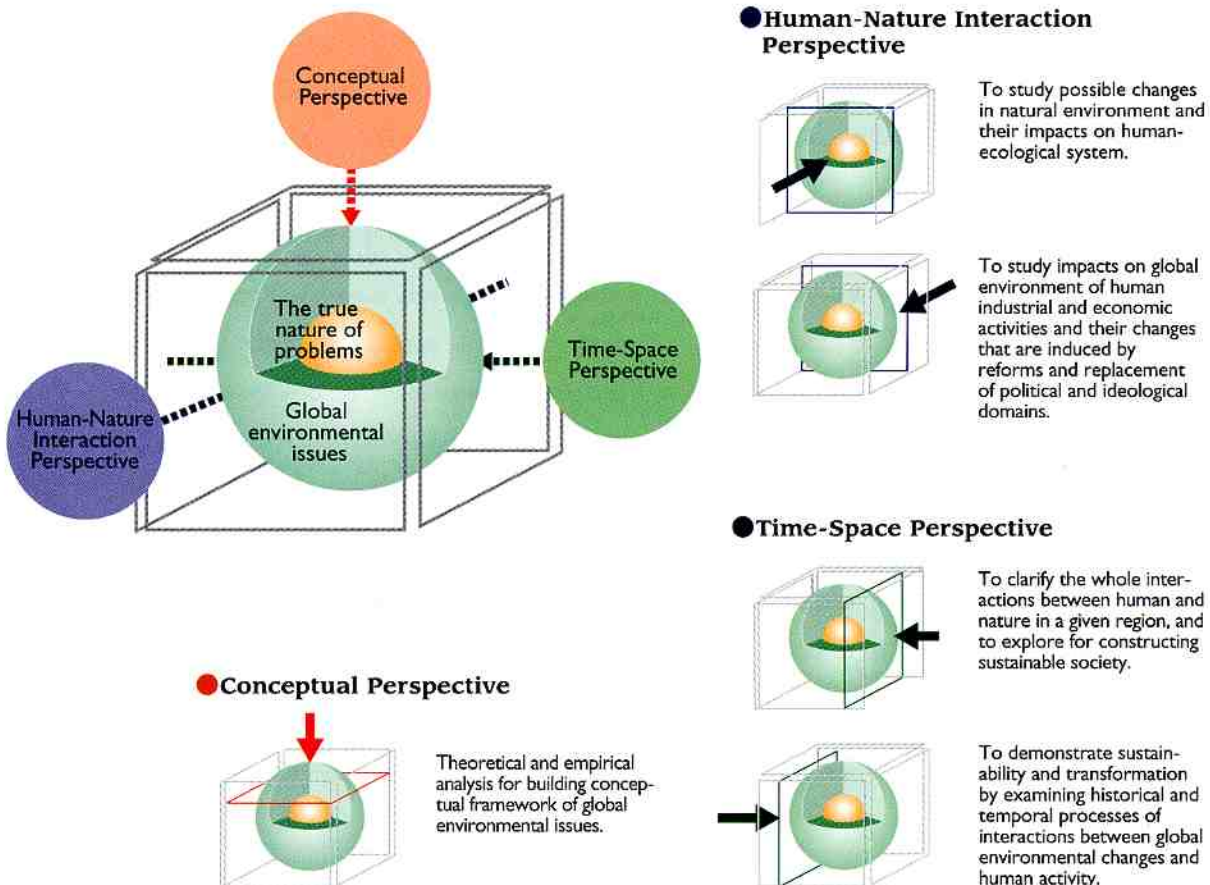 Conceptual
Perspective
The true
nature of
problems
Time-Space
Perspective
Human-Nature
Interaction
Perspective
Global
environmental
issues
Human-Nature Interaction
Perspective
To study possible changes
in natural environment and
their impacts on human-
ecological system.
To study impacts on global
environment of human
industrial and economic
activities and their changes
that are induced by
reforms and replacement
of political and ideological
domains.
Time-Space Perspective
To clarify the whole inter-
actions between human and
nature in a given region, and
to explore for constructing
sustainable society.
To demonstrate sustain-
ability and transformation
by examining historical and
temporal processes of
interactions between global
environmental changes and
human activity.
Conceptual Perspective
Theoretical and empirical
analysis for building concep-
tual framework of global
environmental issues.